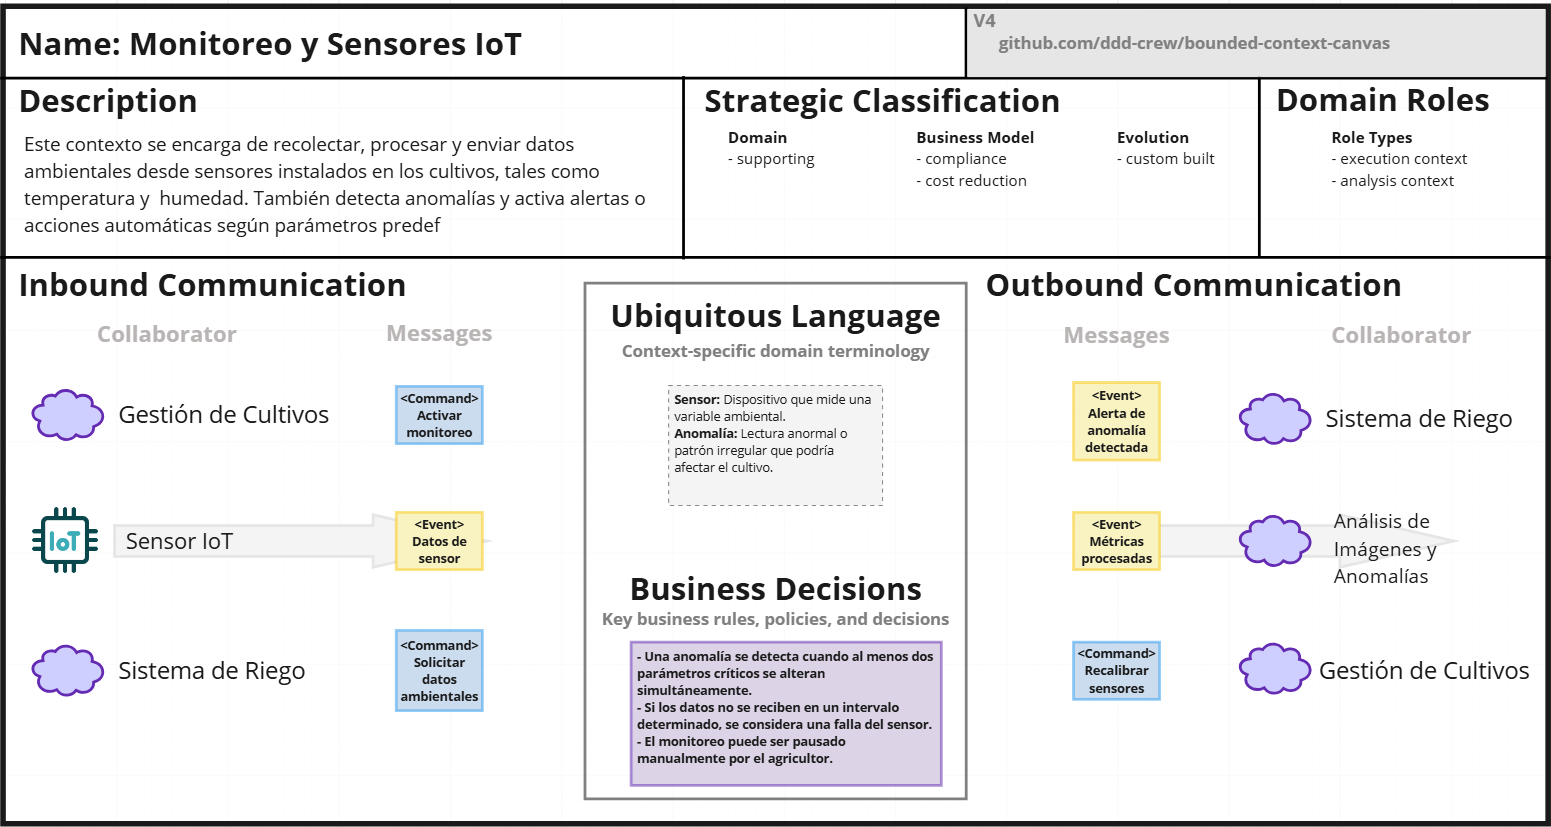 Name: Monitoreo y Sensores IoT
V4
github.com/ddd-crew/bounded-context-canvas
Description
Este contexto se encarga de recolectar, procesar y enviar datos
ambientales desde sensores instalados en los cultivos, tales como
temperatura y  humedad. También detecta anomalías y activa alertas o
acciones automáticas según parámetros predef
Strategic Classification
Domain
- supporting
Business Model
- compliance
- cost reduction
Evolution
- custom built
Domain Roles
Role Types
- execution context
- analysis context
Inbound Communication
Collaborator
Messages
Gestión de Cultivos
<Command>
Activar
monitoreo
IoT
Sensor IoT
<Event>
Datos de
sensor
Sistema de Riego
<Command>
Solicitar
datos
ambientales
Ubiquitous Language
Context-specific domain terminology
Sensor: Dispositivo que mide una
variable ambiental.
Anomalía: Lectura anormal o
patrón irregular que podría
afectar el cultivo.
Business Decisions
Key business rules, policies, and decisions
- Una anomalía se detecta cuando al menos dos
parámetros críticos se alteran
simultáneamente.
- Si los datos no se reciben en un intervalo
determinado, se considera una falla del sensor.
- El monitoreo puede ser pausado
manualmente por el agricultor.
Outbound Communication
Messages
Collaborator
<Event>
Alerta de
anomalía
detectada
Sistema de Riego
<Event>
Métricas
procesadas
Análisis de
Imágenes y
Anomalías
<Command>
Recalibrar
sensores
Gestión de Cultivos